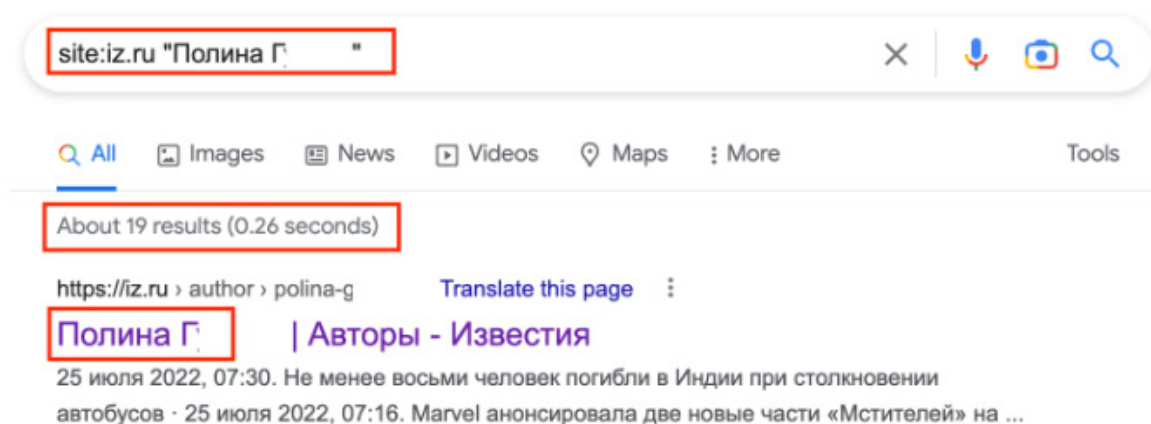 site:iz.ru "Полина Г "
All Images News Videos Maps More Tools
About 19 results (0.26 seconds)
https://iz.ru › author › polina-g Translate this page
Полина Г | Авторы - Известия
25 июля 2022, 07:30. Не менее восьми человек погибли в Индии при столкновении
автобусов · 25 июля 2022, 07:16. Marvel анонсировала две новые части «Мстителей» на ...